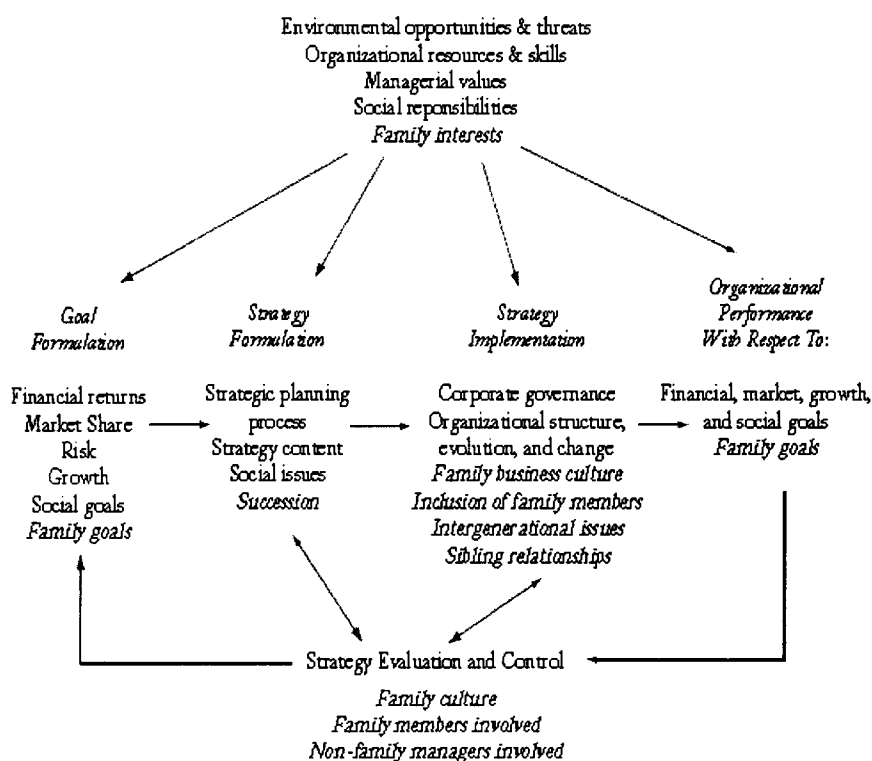 Environmental opportunities & threats
Organizational resources & skills
Managerial values
Social reponsibilities
Family interests
Goal
Formulation
Strategy
Formulation
Strategy
Implementation
Organizational
Performance
With Respect To:
Financial returns
Market Share
Risk
Growth
Social goals
Family goals
Strategic planning
process
Strategy content
Social issues
Succession
Corporate governance
Organizational structure,
evolution, and change
Family business culture
Inclusion of family members
Intergenerational issues
Sibling relationships
Financial, market, growth,
and social goals
Family goals
Strategy Evaluation and Control
Family culture
Family members involved
Non-family managers involved